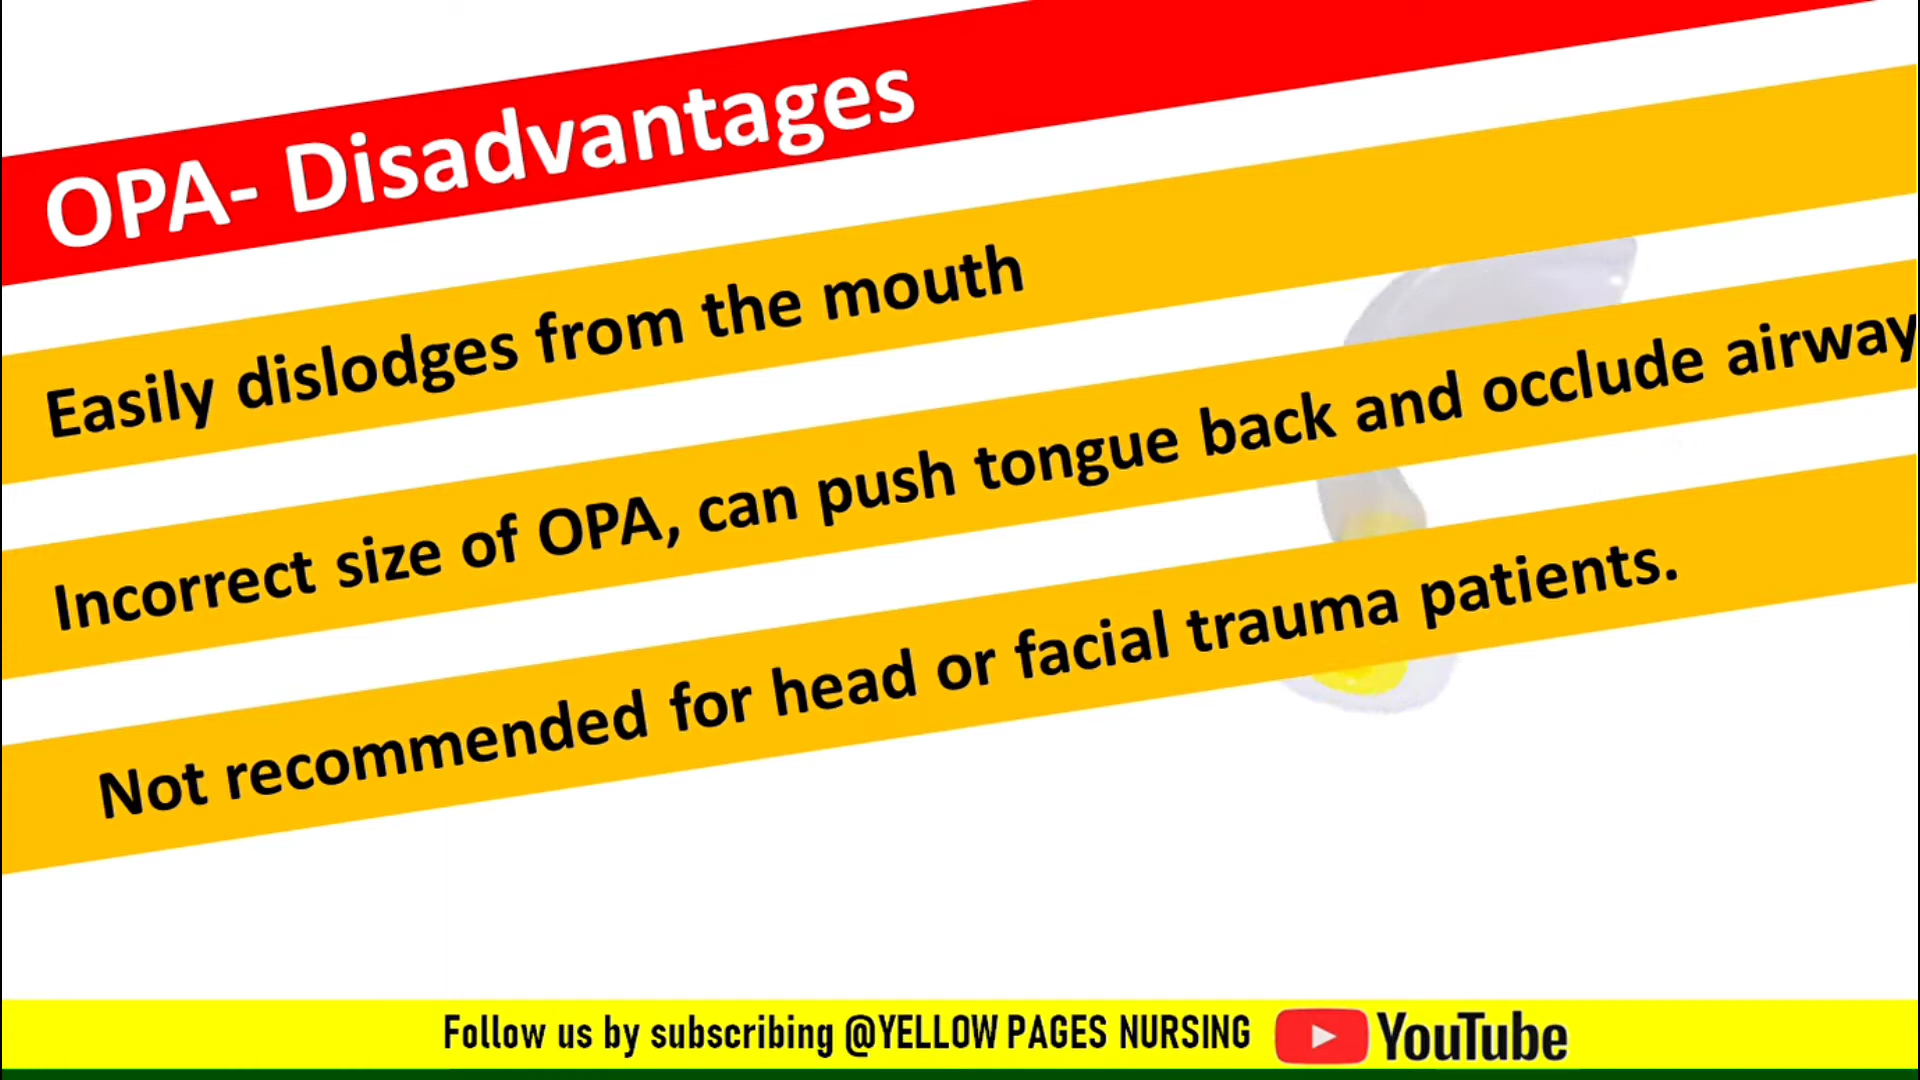 OPA- Disadvantages
Easily dislodges from the mouth
Incorrect size of OPA, can push tongue back and occlude airway
Not recommended for head or facial trauma patients.
Follow us by subscribing @YELLOW PAGES NURSING YouTube